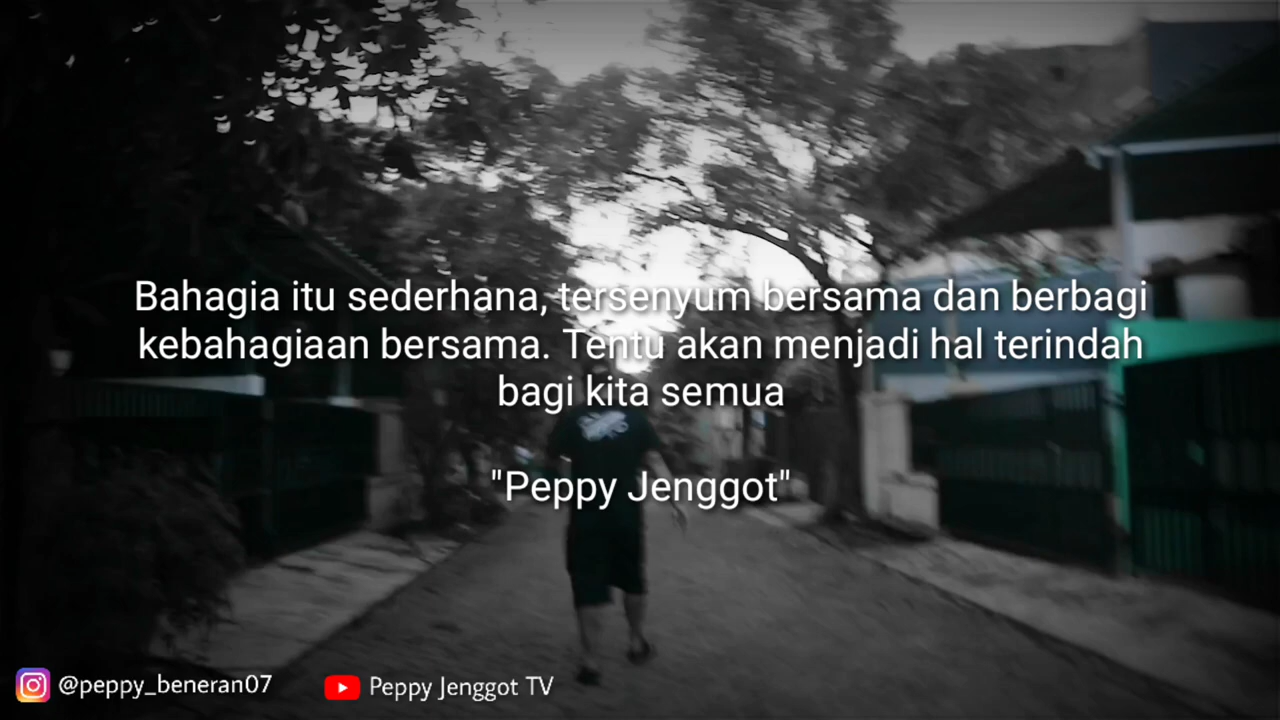 Bahagia itu sederhana, tersenyum bersama dan berbagi
kebahagiaan bersama. Tentu akan menjadi hal terindah
bagi kita semua
"Peppy Jenggot"
@peppy_beneran07
Peppy Jenggot TV